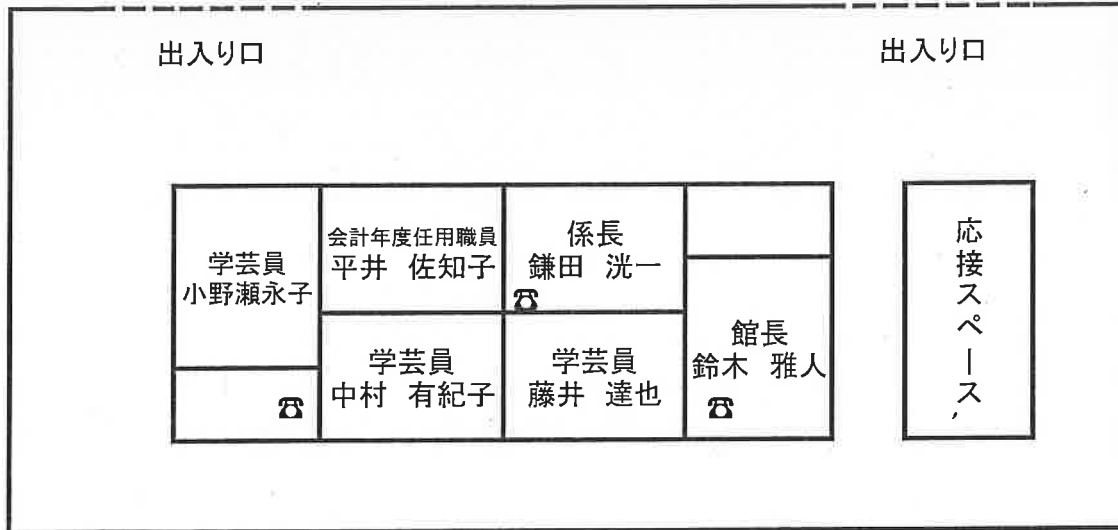 出入り口
出入り口
学芸員
小野瀬永子
☎
会計年度任用職員
平井 佐知子
学芸員
中村 有紀子
係長
鎌田 洸一
☎
学芸員
藤井 達也
館長
鈴木 雅人
☎
応接スペース